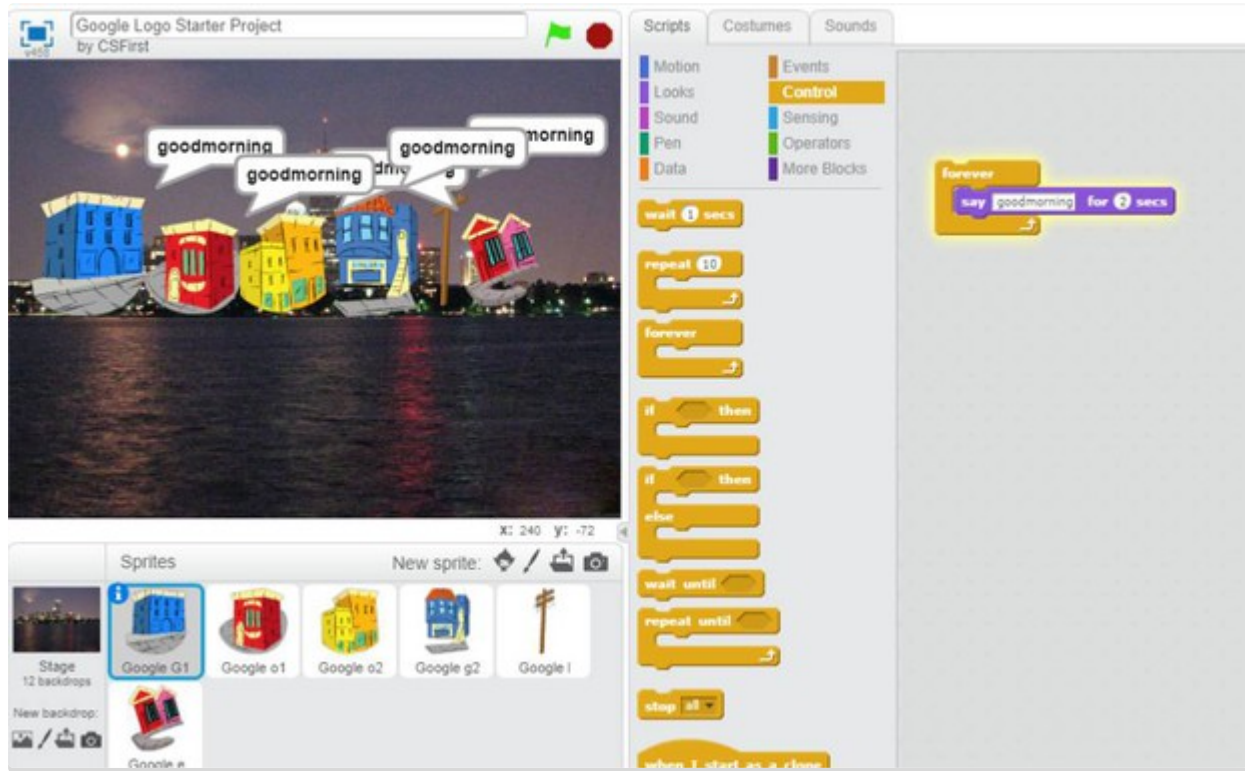 Google Logo Starter Project
by CSFirst
v458
goodmorning
goodmorning
goodmorning
morning
x: 240 y: -72
Sprites
New sprite:
Stage
12 backdrops
New backdrop:
Google G1
Google o1
Google o2
Google g2
Google l
Google e
Scripts
Costumes
Sounds
Motion
Events
Looks
Control
Sound
Sensing
Pen
Operators
Data
More Blocks
wait 1 secs
repeat 10
forever
if then
if then
else
wait until
repeat until
stop all
when I start as a clone
forever
say goodmorning for 2 secs